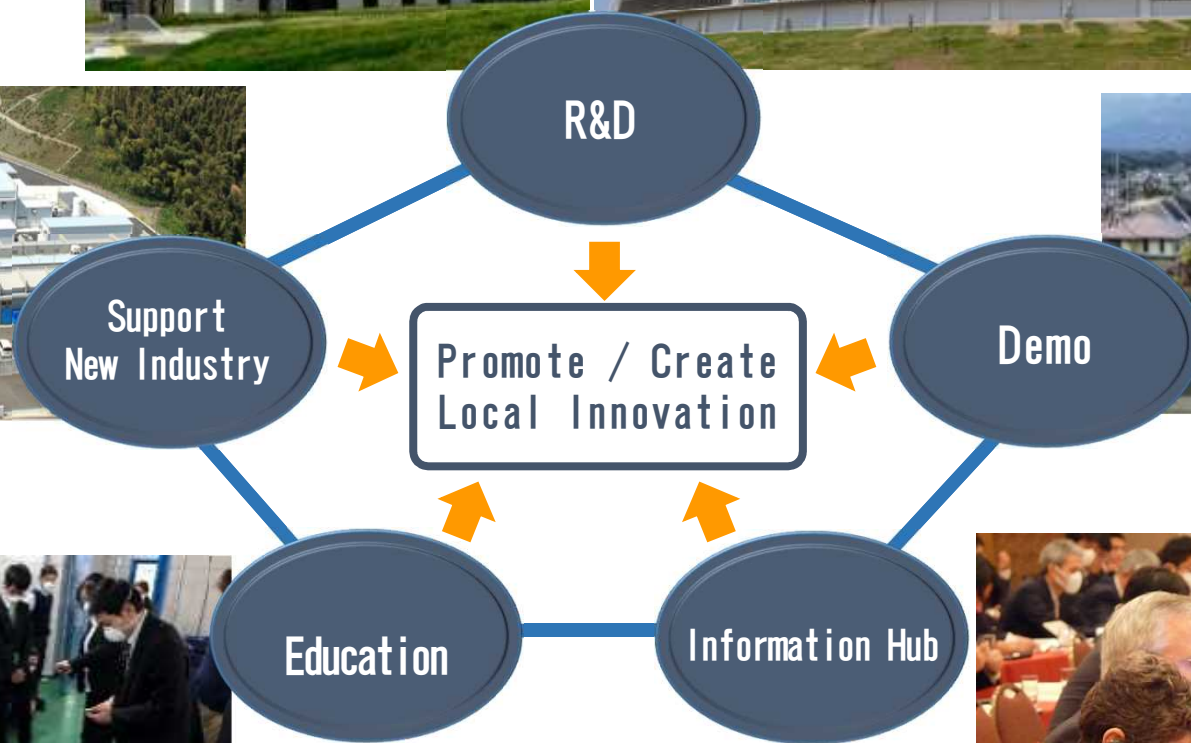 R&D
Support
New Industry
Promote / Create
Local Innovation
Demo
Education
Information Hub